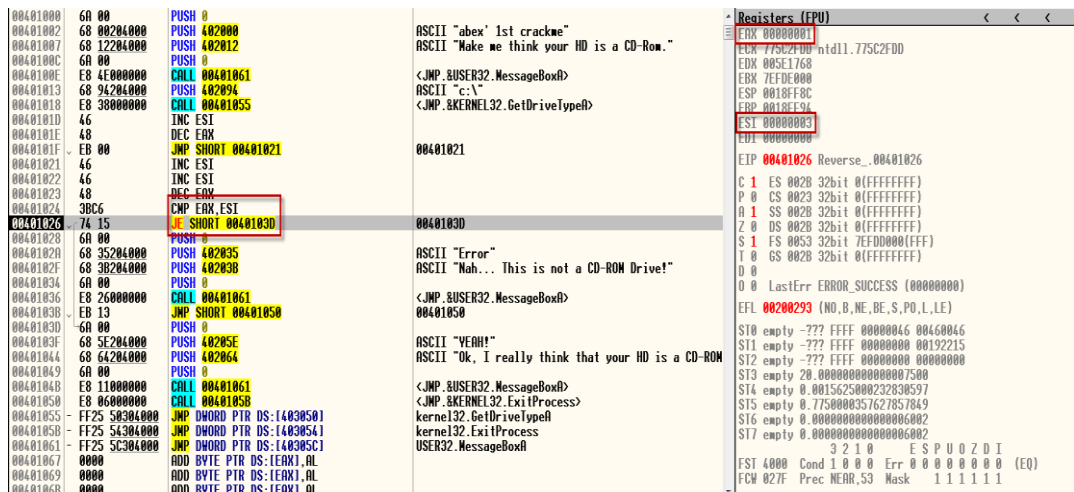 00401000 6A 00 PUSH 0
00401002 68 00204000 PUSH 402000 ASCII "abex' 1st crackme"
00401007 68 12204000 PUSH 402012 ASCII "Make me think your HD is a CD-Rom."
0040100C 6A 00 PUSH 0
0040100E E8 4E000000 CALL 00401061 <JMP.&USER32.MessageBoxA>
00401013 68 94204000 PUSH 402094 ASCII "c:\"
00401018 E8 38000000 CALL 00401055 <JMP.&KERNEL32.GetDriveTypeA>
0040101D 46 INC ESI
0040101E 48 DEC EAX
0040101F EB 00 JMP SHORT 00401021 00401021
00401021 46 INC ESI
00401022 46 INC ESI
00401023 48 DEC EAX
00401024 3BC6 CMP EAX,ESI
00401026 74 15 JE SHORT 0040103D 0040103D
00401028 6A 00 PUSH 0
0040102A 68 35204000 PUSH 402035 ASCII "Error"
0040102F 68 3B204000 PUSH 40203B ASCII "Nah... This is not a CD-ROM Drive!"
00401034 6A 00 PUSH 0
00401036 E8 26000000 CALL 00401061 <JMP.&USER32.MessageBoxA>
0040103B EB 13 JMP SHORT 00401050 00401050
0040103D 6A 00 PUSH 0
0040103F 68 5E204000 PUSH 40205E ASCII "YEAH!"
00401044 68 64204000 PUSH 402064 ASCII "Ok, I really think that your HD is a CD-ROM
00401049 6A 00 PUSH 0
0040104B E8 11000000 CALL 00401061 <JMP.&USER32.MessageBoxA>
00401050 E8 06000000 CALL 0040105B <JMP.&KERNEL32.ExitProcess>
00401055 - FF25 50304000 JMP DWORD PTR DS:[403050] kernel32.GetDriveTypeA
0040105B - FF25 54304000 JMP DWORD PTR DS:[403054] kernel32.ExitProcess
00401061 - FF25 5C304000 JMP DWORD PTR DS:[40305C] USER32.MessageBoxA
00401067 0000 ADD BYTE PTR DS:[EAX],AL
00401069 0000 ADD BYTE PTR DS:[EAX],AL
0040106B 0000 ADD BYTE PTR DS:[EAX],AL
Registers (FPU) < < <
EAX 00000001
ECX 775C2FDD ntdll.775C2FDD
EDX 005E1768
EBX 7EFDE000
ESP 0018FF8C
EBP 0018FF94
ESI 00000003
EDI 00000000
EIP 00401026 Reverse_.00401026
C 1 ES 002B 32bit 0(FFFFFFFF)
P 0 CS 0023 32bit 0(FFFFFFFF)
A 1 SS 002B 32bit 0(FFFFFFFF)
Z 0 DS 002B 32bit 0(FFFFFFFF)
S 1 FS 0053 32bit 7EFDD000(FFF)
T 0 GS 002B 32bit 0(FFFFFFFF)
D 0
O 0 LastErr ERROR_SUCCESS (00000000)
EFL 00200293 (NO,B,NE,BE,S,PO,L,LE)
ST0 empty -??? FFFF 00000046 00460046
ST1 empty -??? FFFF 00000000 00192215
ST2 empty -??? FFFF 00000000 00000000
ST3 empty 20.000000000000007500
ST4 empty 0.0015625000232830597
ST5 empty 0.7750000357627857849
ST6 empty 0.0000000000000006002
ST7 empty 0.0000000000000006002
3 2 1 0 E S P U O Z D I
FST 4000 Cond 1 0 0 0 Err 0 0 0 0 0 0 0 0 (EQ)
FCW 027F Prec NEAR,53 Mask 1 1 1 1 1 1